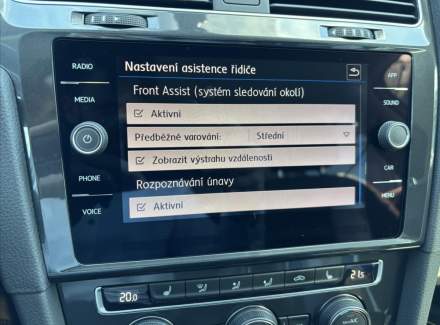 Nastavení asistence řidiče
Front Assist (systém sledování okolí)
Aktivní
Předběžné varování: Střední
Zobrazit výstrahu vzdálenosti
Rozpoznávání únavy
Aktivní
RADIO
MEDIA
PHONE
VOICE
APP
SOUND
CAR
MENU
20.0
21.5